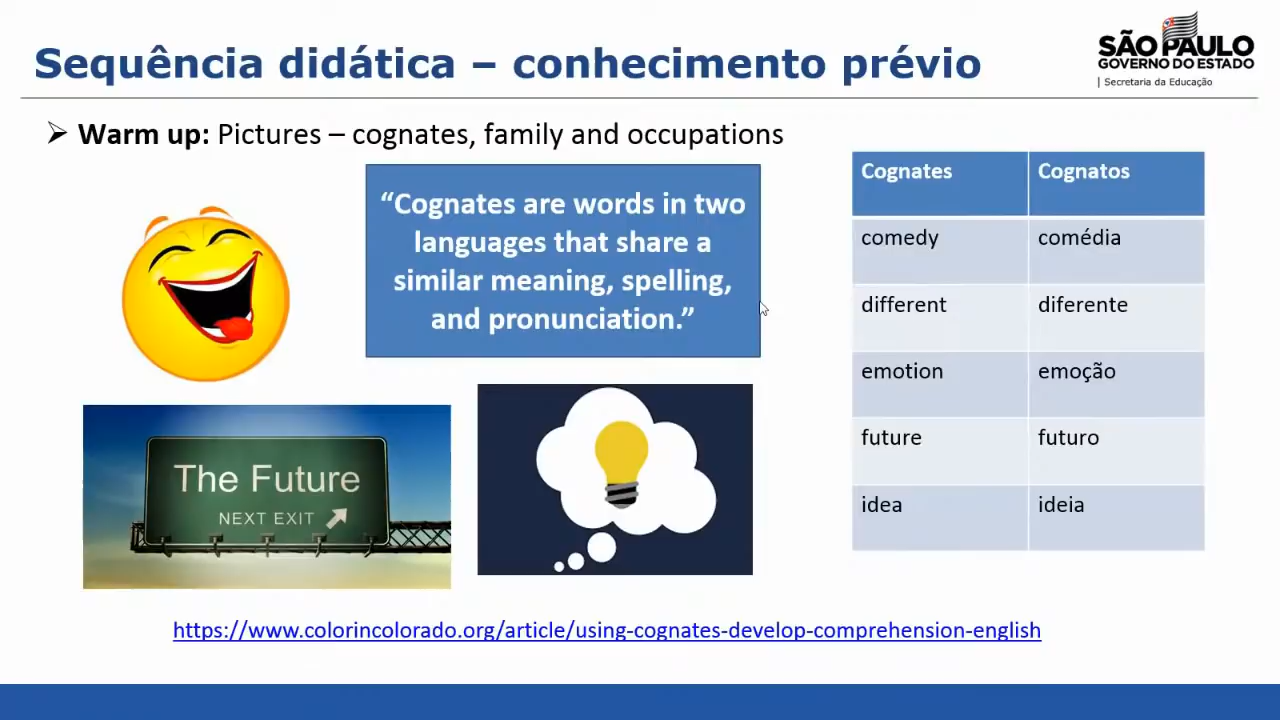 Sequência didática – conhecimento prévio
SÃO PAULO
GOVERNO DO ESTADO
| Secretaria da Educação
➢ Warm up: Pictures – cognates, family and occupations
“Cognates are words in two
languages that share a
similar meaning, spelling,
and pronunciation.”
Cognates Cognatos
comedy comédia
different diferente
emotion emoção
future futuro
idea ideia
The Future
NEXT EXIT
https://www.colorincolorado.org/article/using-cognates-develop-comprehension-english